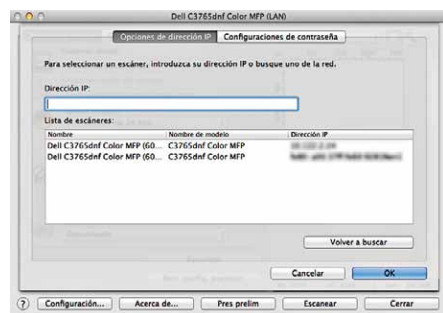 Dell C3765dnf Color MFP (LAN)
Opciones de dirección IP Configuraciones de contraseña
Para seleccionar un escáner, introduzca su dirección IP o busque uno de la red.
Dirección IP:
Lista de escáneres:
Nombre Nombre de modelo Dirección IP
Dell C3765dnf Color MFP (60... C3765dnf Color MFP
Dell C3765dnf Color MFP (60... C3765dnf Color MFP
Volver a buscar
Cancelar OK
? Configuración... Acerca de... Pres prelim Escanear Cerrar